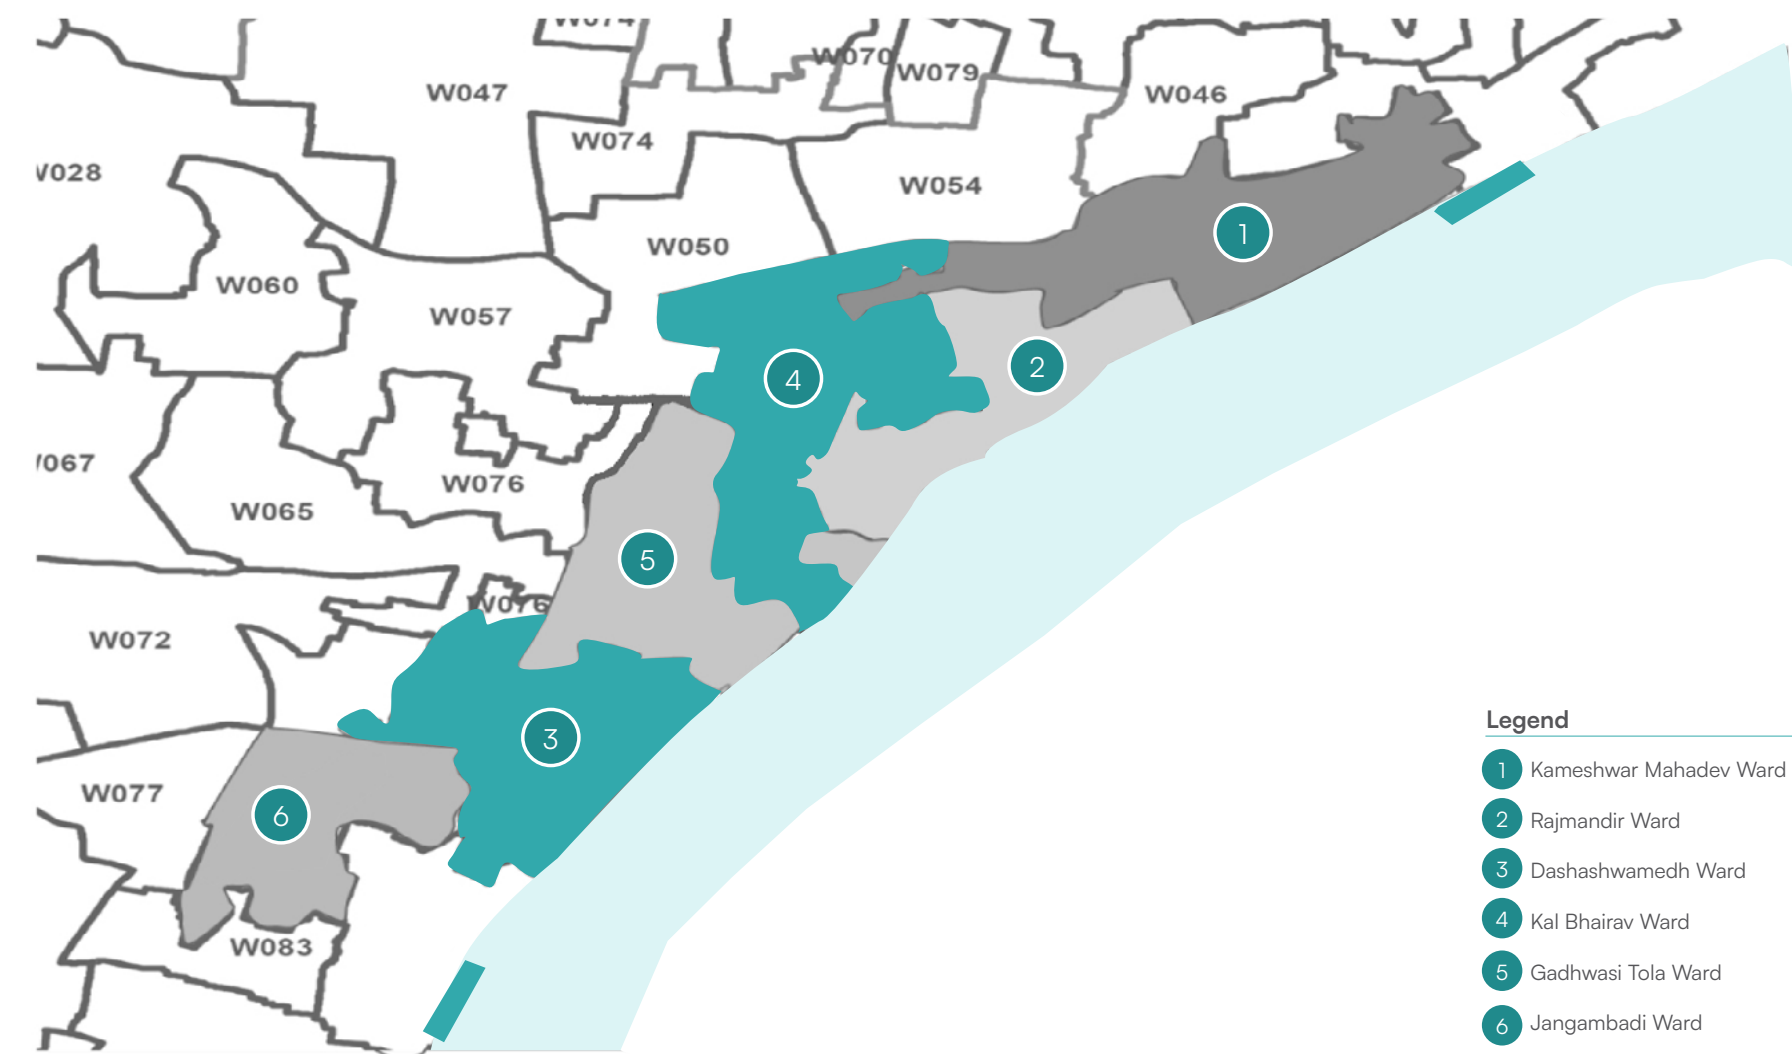 W074
W070
W079
W047
W046
W074
W028
W054
W050
1
W060
W057
2
4
W067
W076
W065
5
W076
W072
3
W077
6
W083
Legend
1 Kameshwar Mahadev Ward
2 Rajmandir Ward
3 Dashashwamedh Ward
4 Kal Bhairav Ward
5 Gadhwasi Tola Ward
6 Jangambadi Ward